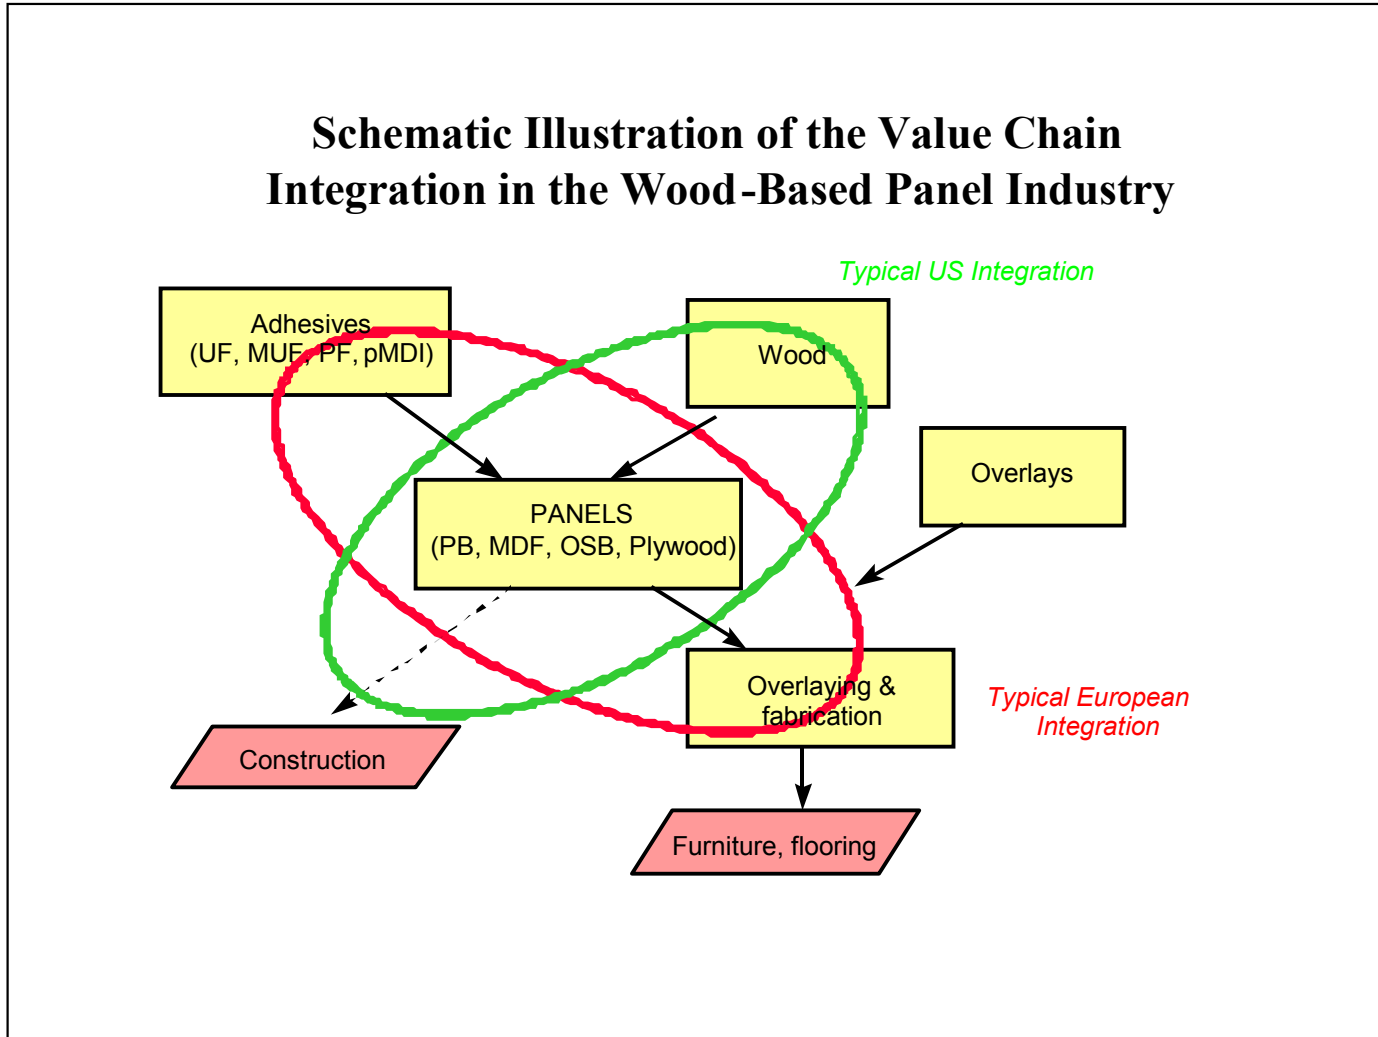 Schematic Illustration of the Value Chain
Integration in the Wood-Based Panel Industry
Typical US Integration
Adhesives
(UF, MUF, PF, pMDI)
Wood
Overlays
PANELS
(PB, MDF, OSB, Plywood)
Overlaying &
fabrication
Typical European
Integration
Construction
Furniture, flooring